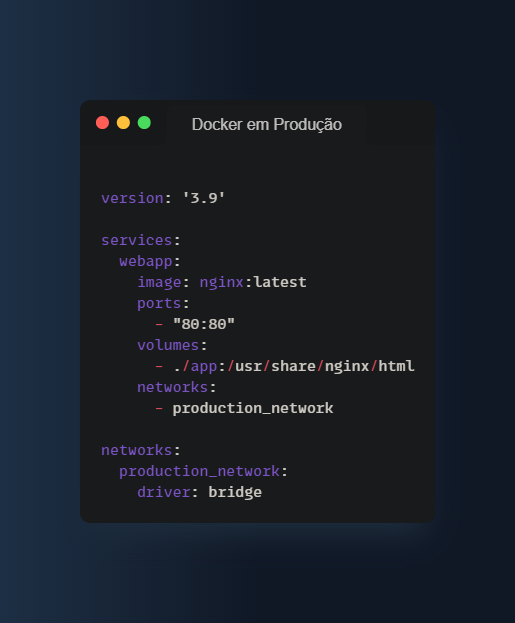 Docker em Produção
version: '3.9'
services:
  webapp:
    image: nginx:latest
    ports:
      - "80:80"
    volumes:
      - ./app:/usr/share/nginx/html
    networks:
      - production_network
networks:
  production_network:
    driver: bridge